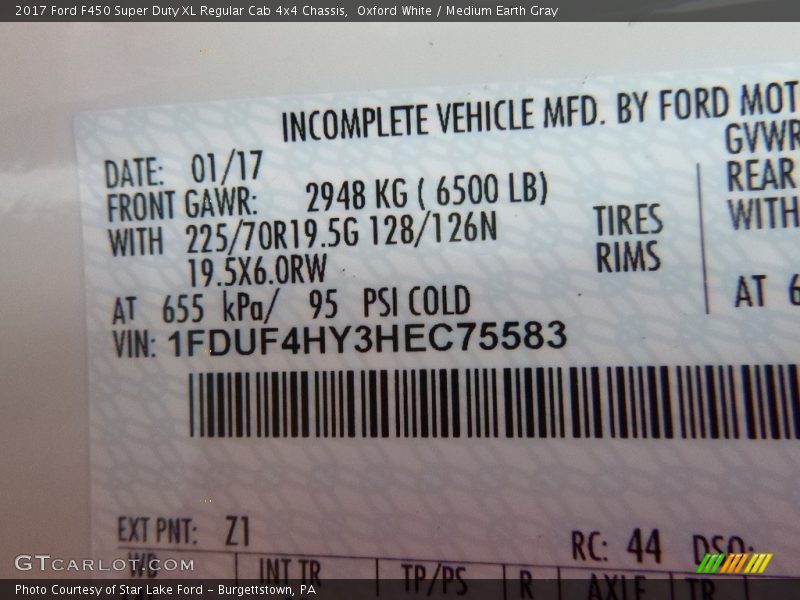 2017 Ford F450 Super Duty XL Regular Cab 4x4 Chassis,  Oxford White / Medium Earth Gray
INCOMPLETE VEHICLE MFD. BY FORD MOT
DATE: 01/17
GVWR
FRONT GAWR: 2948 KG ( 6500 LB)
REAR
WITH 225/70R19.5G 128/126N
TIRES
WITH
19.5X6.0RW
RIMS
AT 655 kPa/ 95 PSI COLD
AT 6
VIN: 1FDUF4HY3HEC75583
EXT PNT: Z1
RC: 44 DSO:
WB
INT TR
TP/PS
R
AXLE
TR
GTCARLOT.COM
Photo Courtesy of Star Lake Ford – Burgettstown, PA